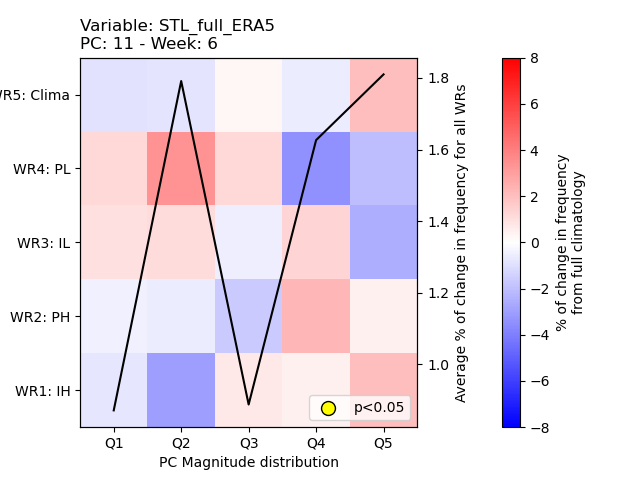 Variable: STL_full_ERA5
PC: 11 - Week: 6
WR5: Clima
WR4: PL
WR3: IL
WR2: PH
WR1: IH
Q1 Q2 Q3 Q4 Q5
PC Magnitude distribution
p<0.05
1.8
1.6
1.4
1.2
1.0
Average % of change in frequency for all WRs
8
6
4
2
0
−2
−4
−6
−8
% of change in frequency
from full climatology